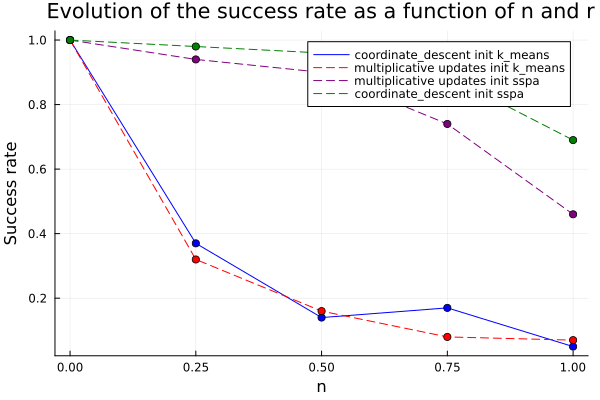 Evolution of the success rate as a function of n and r
1.0
0.8
0.6
0.4
0.2
Success rate
coordinate_descent init k_means
multiplicative updates init k_means
multiplicative updates init sspa
coordinate_descent init sspa
0.00
0.25
0.50
0.75
1.00
n